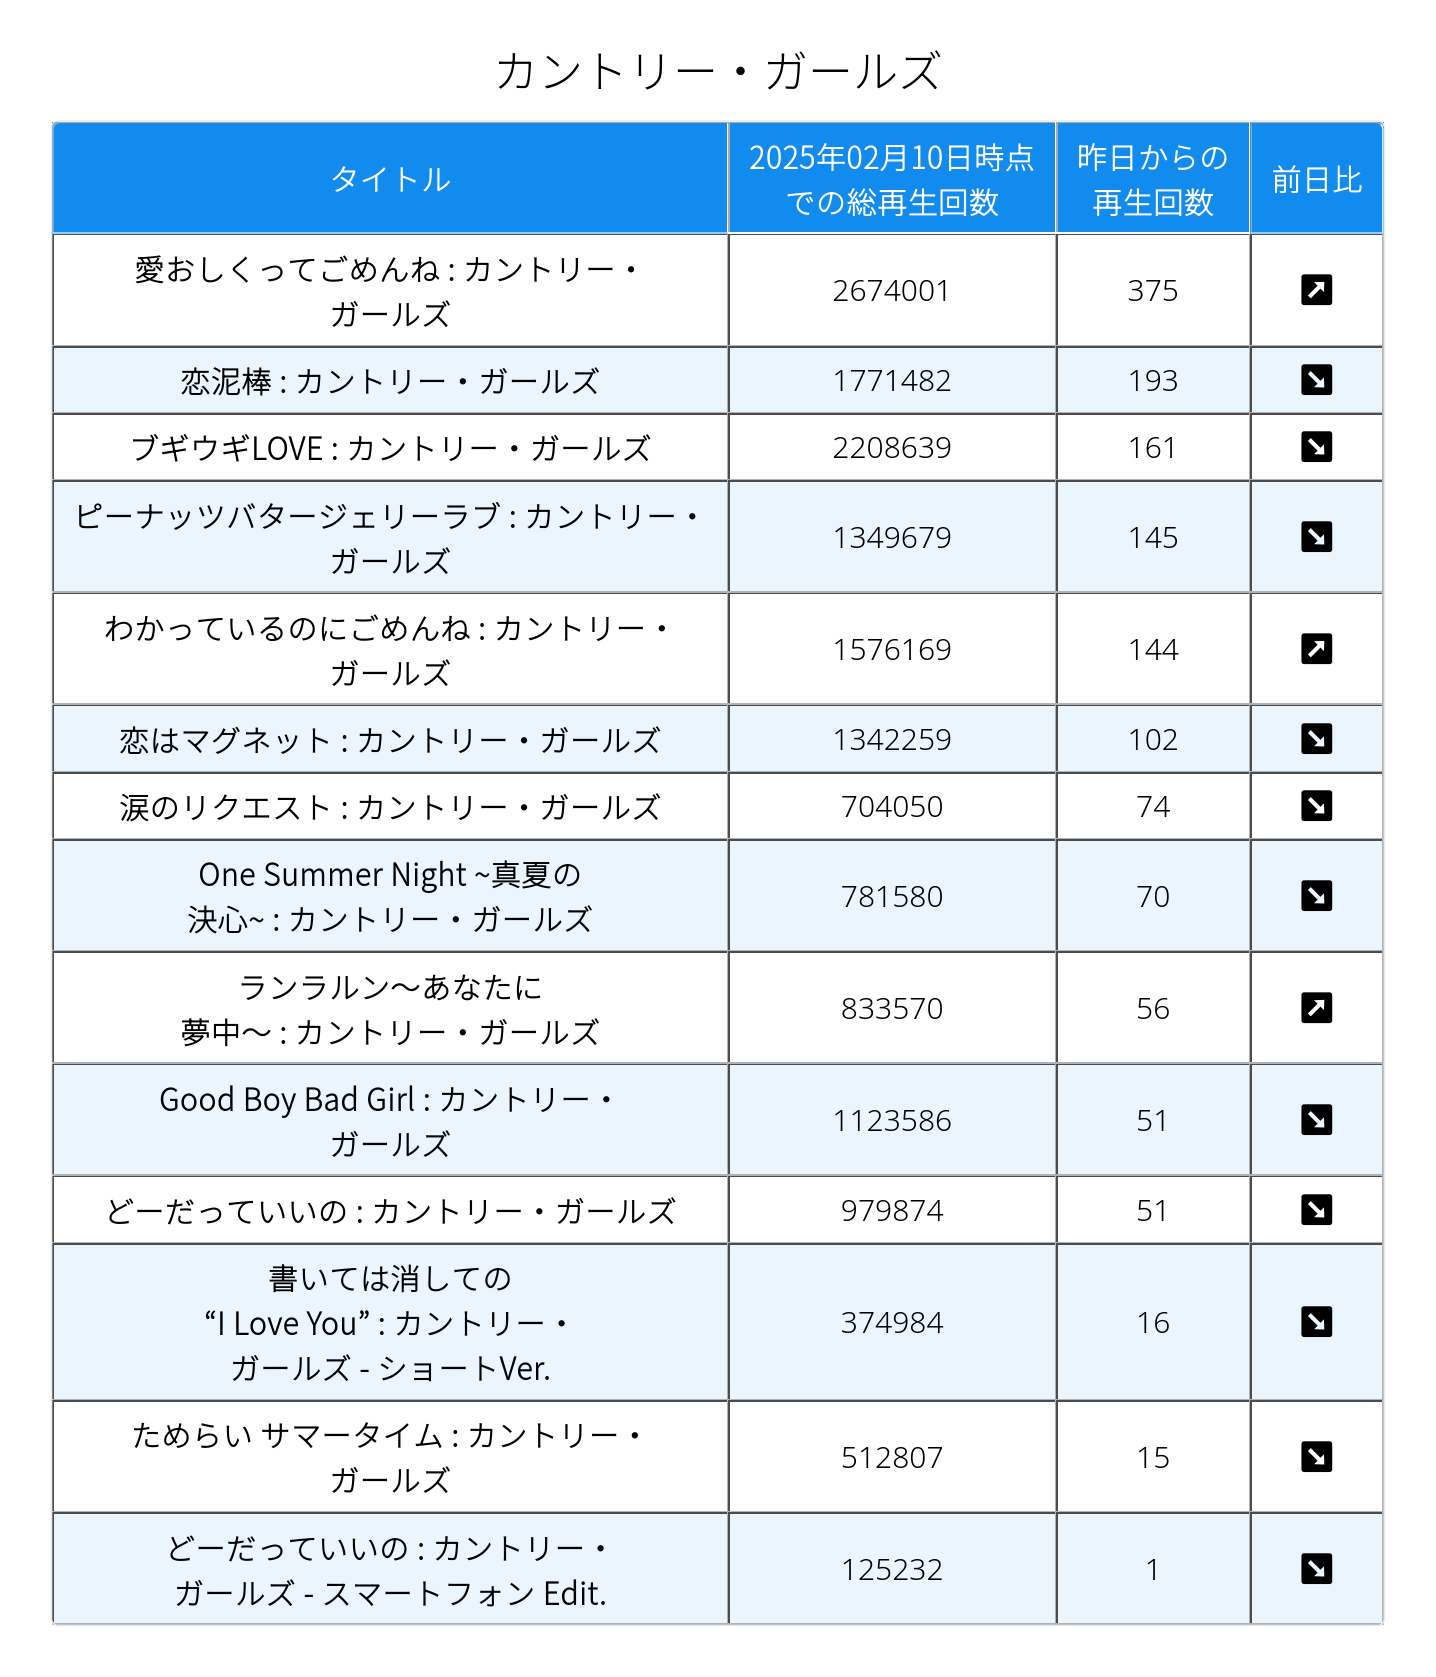 カントリー・ガールズ
タイトル
2025年02月10日時点
での総再生回数
昨日からの
再生回数
前日比
愛おしくってごめんね : カントリー・
ガールズ
2674001
375
恋泥棒 : カントリー・ガールズ
1771482
193
ブギウギLOVE : カントリー・ガールズ
2208639
161
ピーナッツバタージェリーラブ : カントリー・
ガールズ
1349679
145
わかっているのにごめんね : カントリー・
ガールズ
1576169
144
恋はマグネット : カントリー・ガールズ
1342259
102
涙のリクエスト : カントリー・ガールズ
704050
74
One Summer Night ~真夏の
決心~ : カントリー・ガールズ
781580
70
ランラルン～あなたに
夢中～ : カントリー・ガールズ
833570
56
Good Boy Bad Girl : カントリー・
ガールズ
1123586
51
どーだっていいの : カントリー・ガールズ
979874
51
書いては消しての
“I Love You” : カントリー・
ガールズ - ショートVer.
374984
16
ためらい サマータイム : カントリー・
ガールズ
512807
15
どーだっていいの : カントリー・
ガールズ - スマートフォン Edit.
125232
1